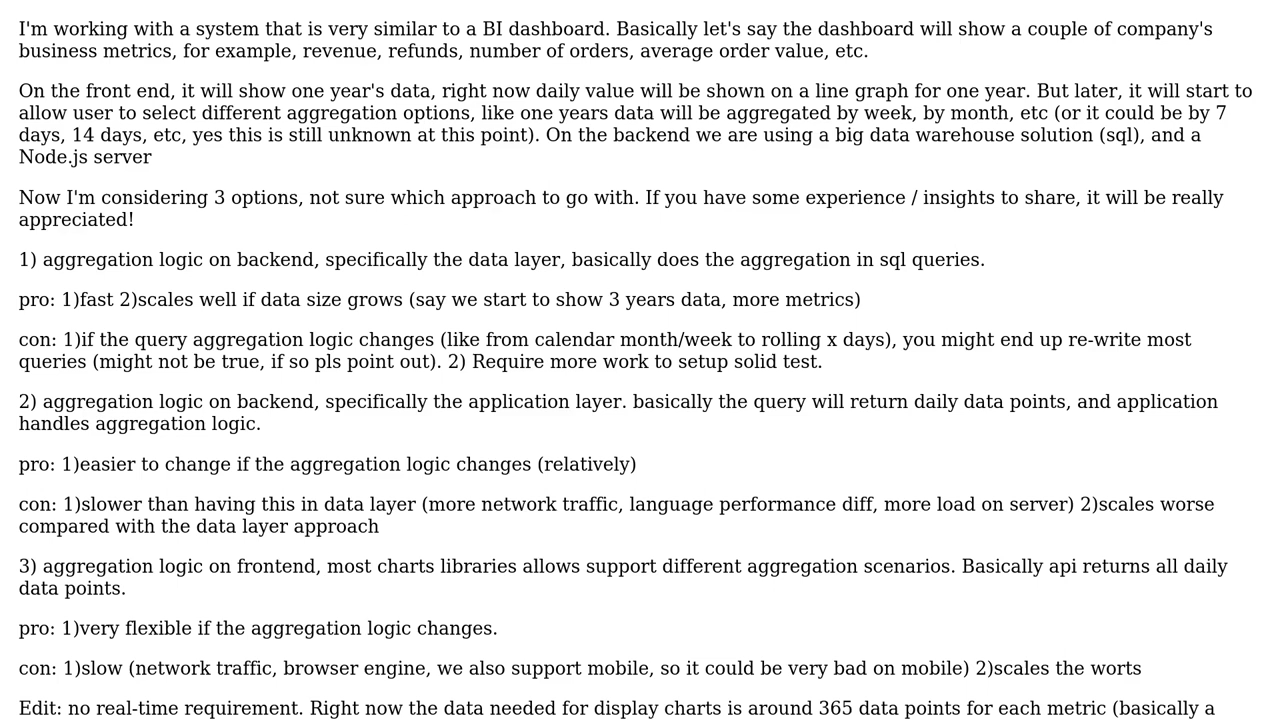 I'm working with a system that is very similar to a BI dashboard. Basically let's say the dashboard will show a couple of company's
business metrics, for example, revenue, refunds, number of orders, average order value, etc.
On the front end, it will show one year's data, right now daily value will be shown on a line graph for one year. But later, it will start to
allow user to select different aggregation options, like one years data will be aggregated by week, by month, etc (or it could be by 7
days, 14 days, etc, yes this is still unknown at this point). On the backend we are using a big data warehouse solution (sql), and a
Node.js server
Now I'm considering 3 options, not sure which approach to go with. If you have some experience / insights to share, it will be really
appreciated!
1) aggregation logic on backend, specifically the data layer, basically does the aggregation in sql queries.
pro: 1)fast 2)scales well if data size grows (say we start to show 3 years data, more metrics)
con: 1)if the query aggregation logic changes (like from calendar month/week to rolling x days), you might end up re-write most
queries (might not be true, if so pls point out). 2) Require more work to setup solid test.
2) aggregation logic on backend, specifically the application layer. basically the query will return daily data points, and application
handles aggregation logic.
pro: 1)easier to change if the aggregation logic changes (relatively)
con: 1)slower than having this in data layer (more network traffic, language performance diff, more load on server) 2)scales worse
compared with the data layer approach
3) aggregation logic on frontend, most charts libraries allows support different aggregation scenarios. Basically api returns all daily
data points.
pro: 1)very flexible if the aggregation logic changes.
con: 1)slow (network traffic, browser engine, we also support mobile, so it could be very bad on mobile) 2)scales the worts
Edit: no real-time requirement. Right now the data needed for display charts is around 365 data points for each metric (basically a